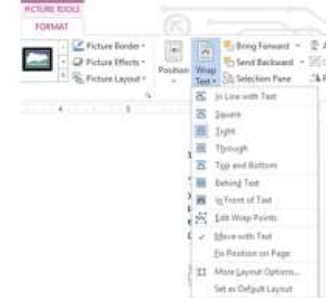 PICTURE TOOLS
FORMAT
Picture Border
Picture Effects
Picture Layout
Position
Wrap
Text
Bring Forward
Send Backward
Selection Pane
In Line with Text
Square
Tight
Through
Top and Bottom
Behind Text
In Front of Text
Edit Wrap Points
Move with Text
Fix Position on Page
More Layout Options...
Set as Default Layout